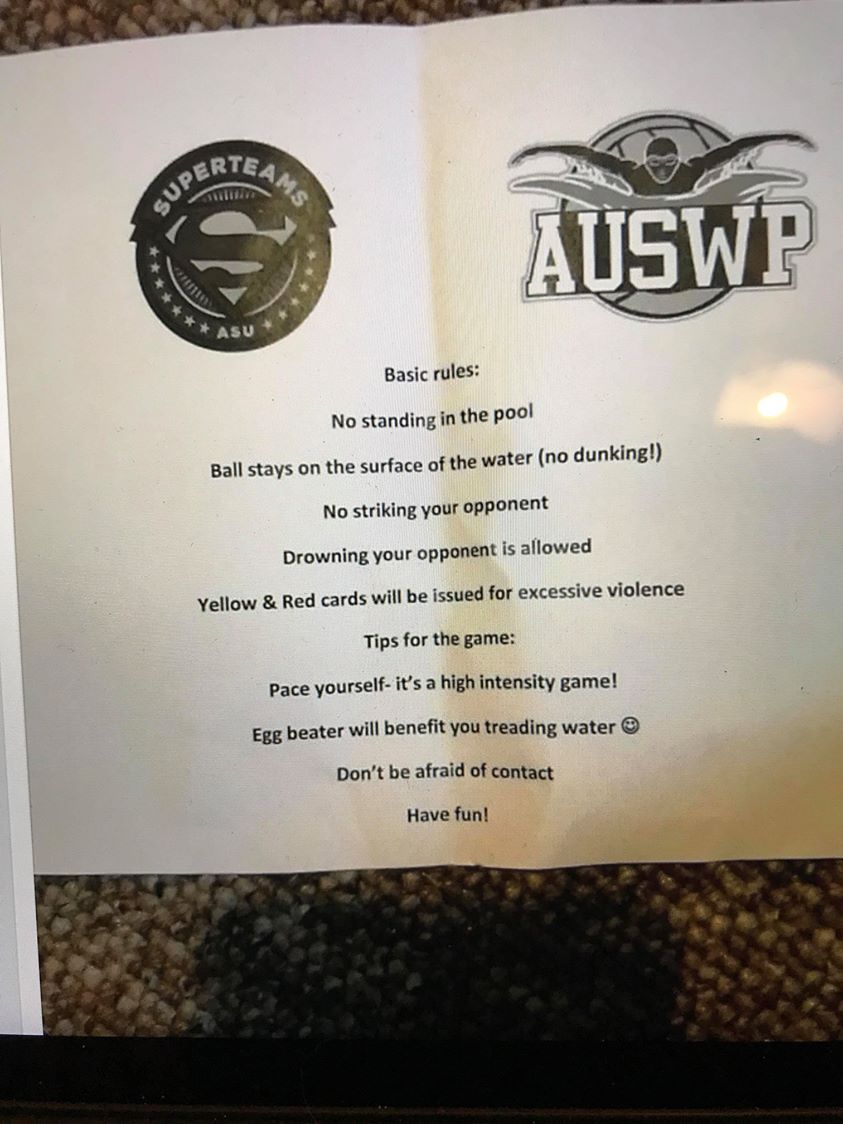 SUPERTEAMS
ASU
AUSWP
Basic rules:
No standing in the pool
Ball stays on the surface of the water (no dunking!)
No striking your opponent
Drowning your opponent is allowed
Yellow & Red cards will be issued for excessive violence
Tips for the game:
Pace yourself- it's a high intensity game!
Egg beater will benefit you treading water ☺
Don't be afraid of contact
Have fun!